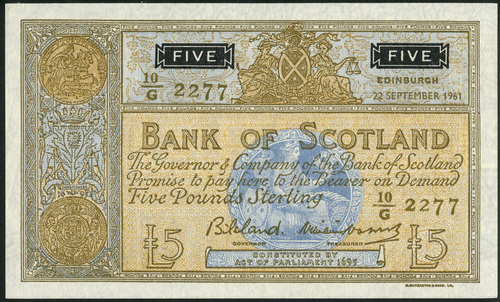 FIVE FIVE
10/G 2277
EDINBURGH
22 SEPTEMBER 1961
BANK OF SCOTLAND
The Governor & Company of the Bank of Scotland
Promise to pay here to the Bearer on Demand
Five Pounds Sterling
10/G 2277
GOVERNOR TREASURER
£5 £5
CONSTITUTED BY
ACT OF PARLIAMENT 1695